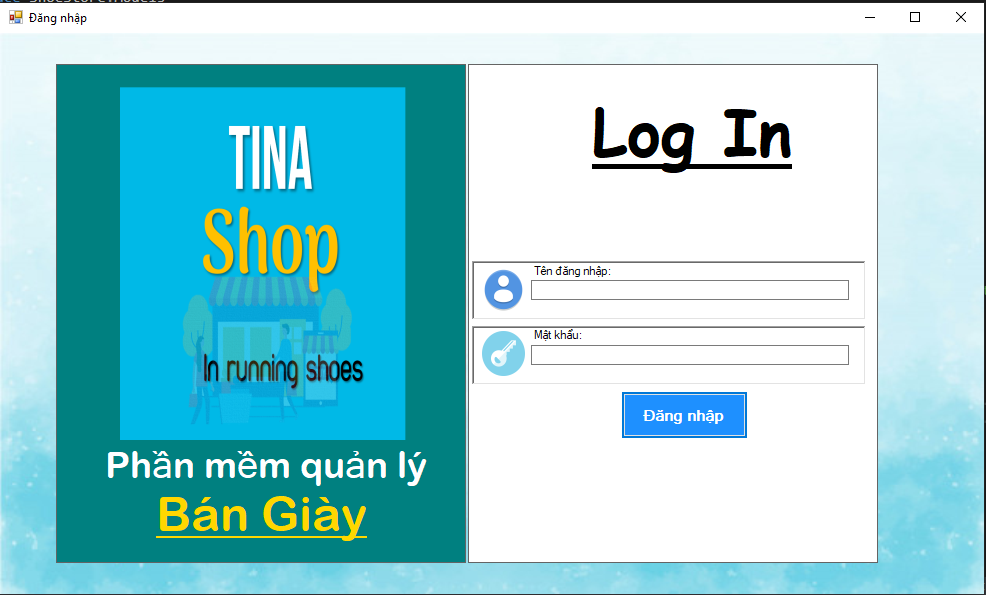 Đăng nhập
TINA
Shop
In running shoes
Phần mềm quản lý
Bán Giày
Log In
Tên đăng nhập:
Mật khẩu:
Đăng nhập